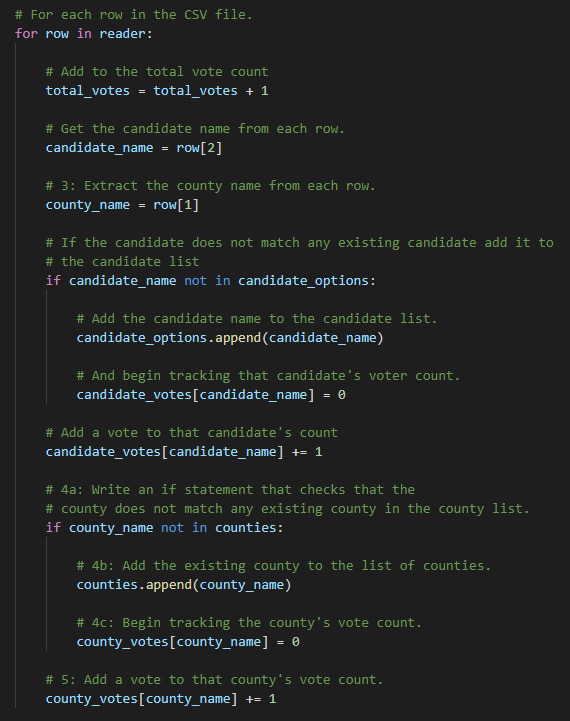 # For each row in the CSV file.
for row in reader:
# Add to the total vote count
total_votes = total_votes + 1
# Get the candidate name from each row.
candidate_name = row[2]
# 3: Extract the county name from each row.
county_name = row[1]
# If the candidate does not match any existing candidate add it to
# the candidate list
if candidate_name not in candidate_options:
# Add the candidate name to the candidate list.
candidate_options.append(candidate_name)
# And begin tracking that candidate's voter count.
candidate_votes[candidate_name] = 0
# Add a vote to that candidate's count
candidate_votes[candidate_name] += 1
# 4a: Write an if statement that checks that the
# county does not match any existing county in the county list.
if county_name not in counties:
# 4b: Add the existing county to the list of counties.
counties.append(county_name)
# 4c: Begin tracking the county's vote count.
county_votes[county_name] = 0
# 5: Add a vote to that county's vote count.
county_votes[county_name] += 1